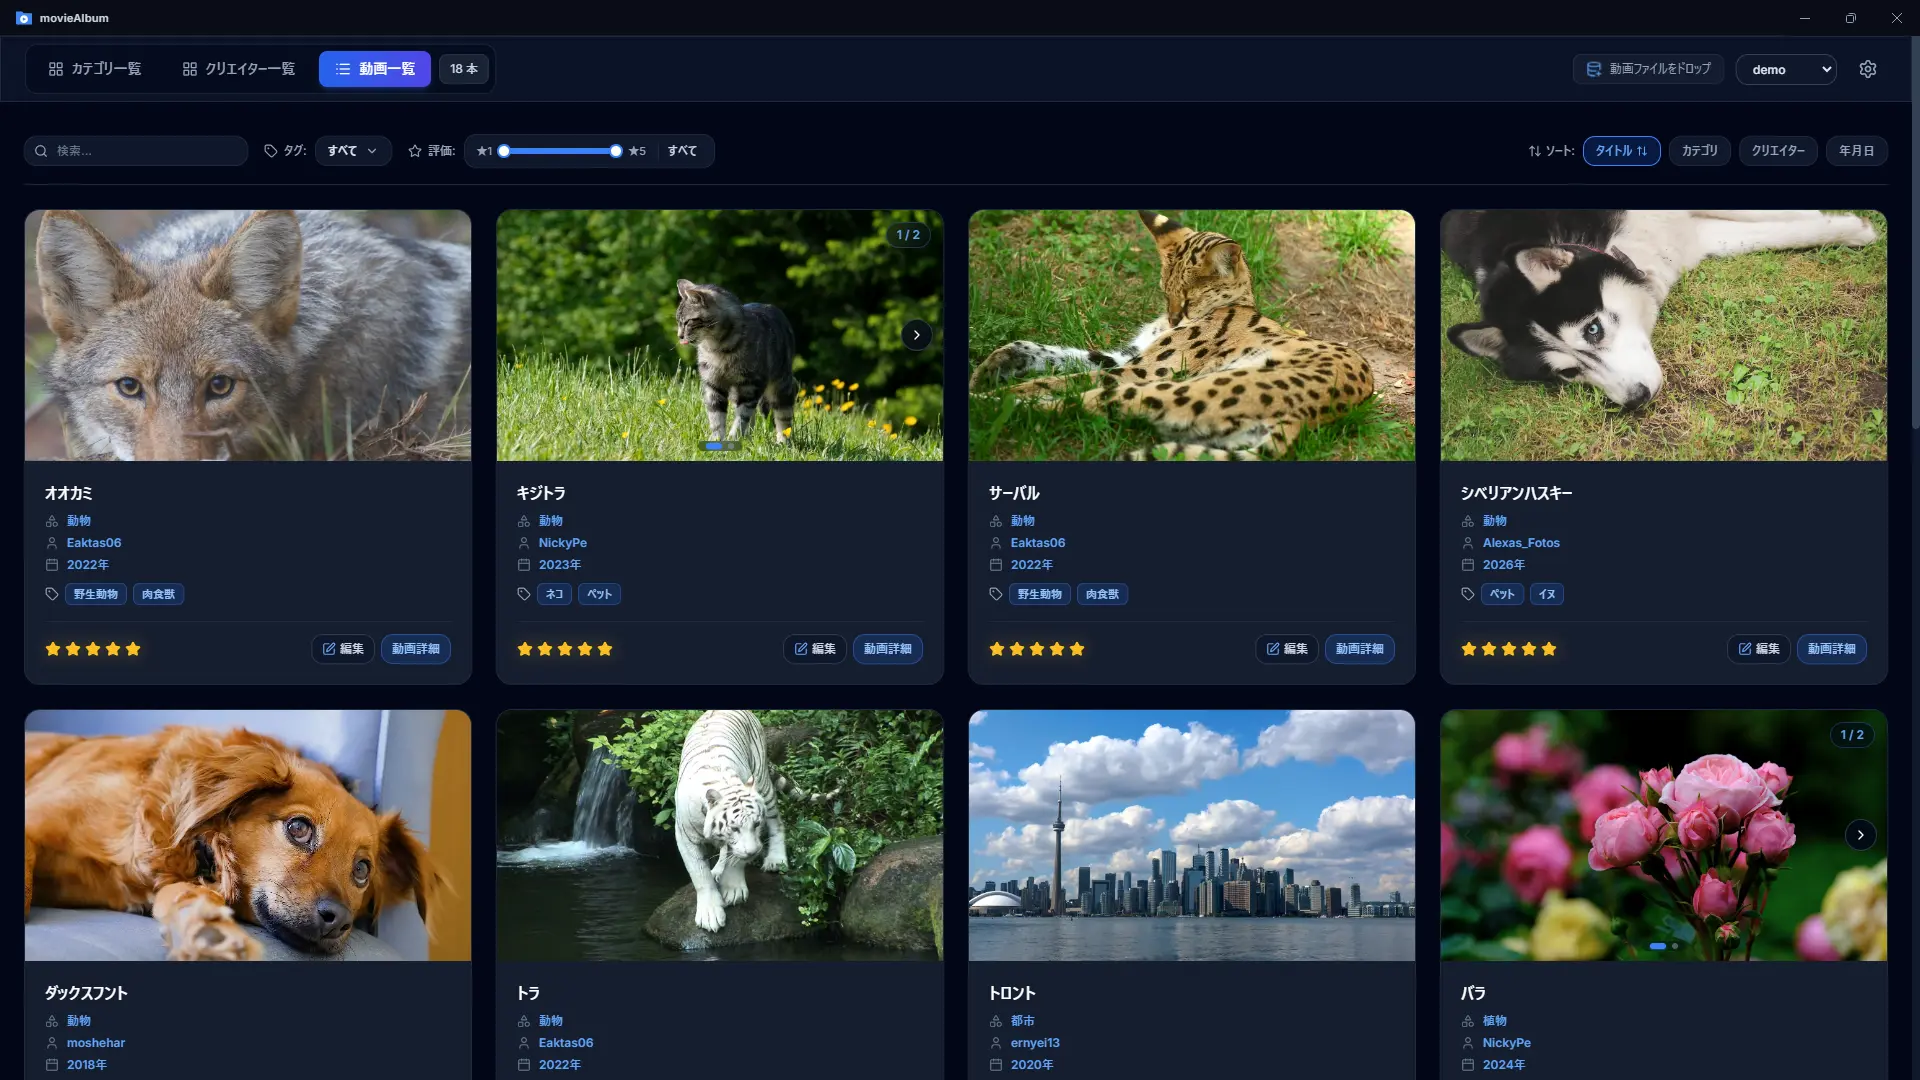 movieAlbum
カテゴリ一覧 クリエイター一覧 動画一覧 18 本 動画ファイルをドロップ demo
検索... タグ: すべて 評価: ★1 ★5 すべて ソート: タイトル カテゴリ クリエイター 年月日
1 / 2
オオカミ
動物
Eaktas06
2022年
野生動物 肉食獣
編集 動画詳細
キジトラ
動物
NickyPe
2023年
ネコ ペット
編集 動画詳細
サーバル
動物
Eaktas06
2022年
野生動物 肉食獣
編集 動画詳細
シベリアンハスキー
動物
Alexas_Fotos
2026年
ペット イヌ
編集 動画詳細
1 / 2
ダックスフント
動物
moshehar
2018年
トラ
動物
Eaktas06
2022年
トロント
都市
ernyei13
2020年
バラ
植物
NickyPe
2024年